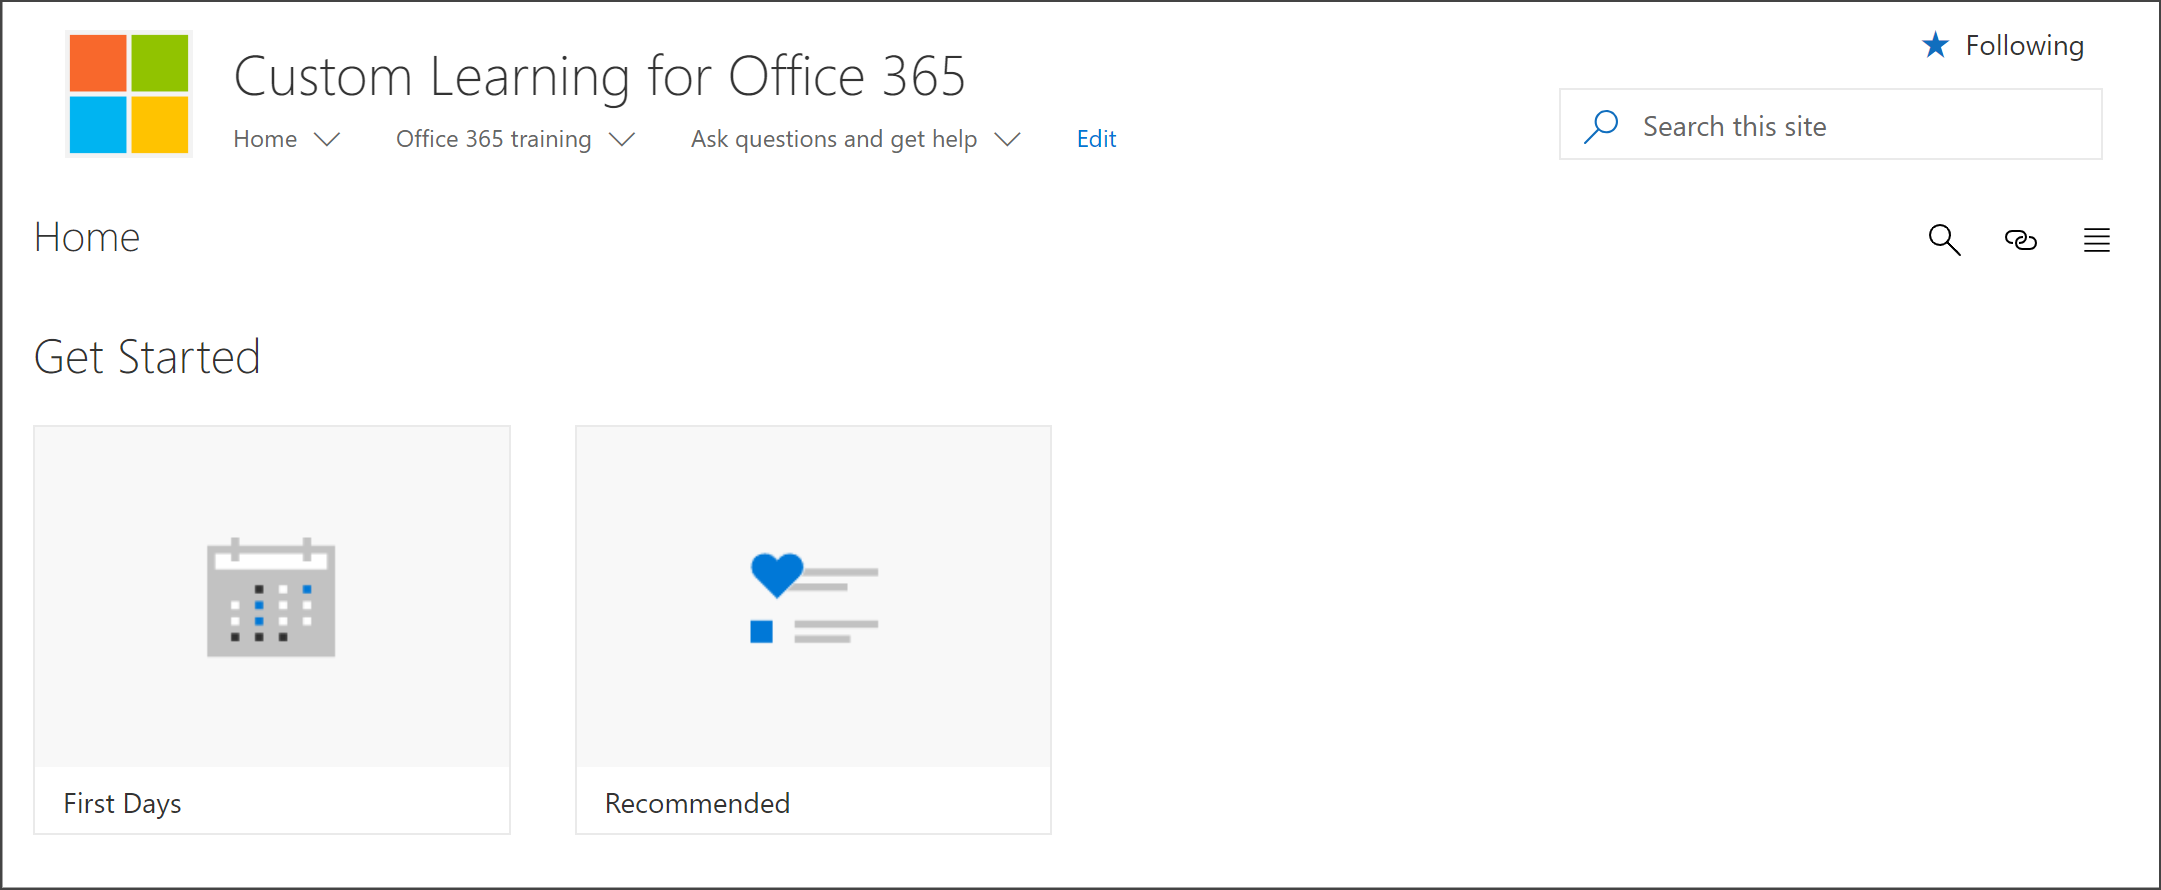 Following
Custom Learning for Office 365
Search this site
Home Office 365 training Ask questions and get help Edit
Home
Get Started
First Days
Recommended